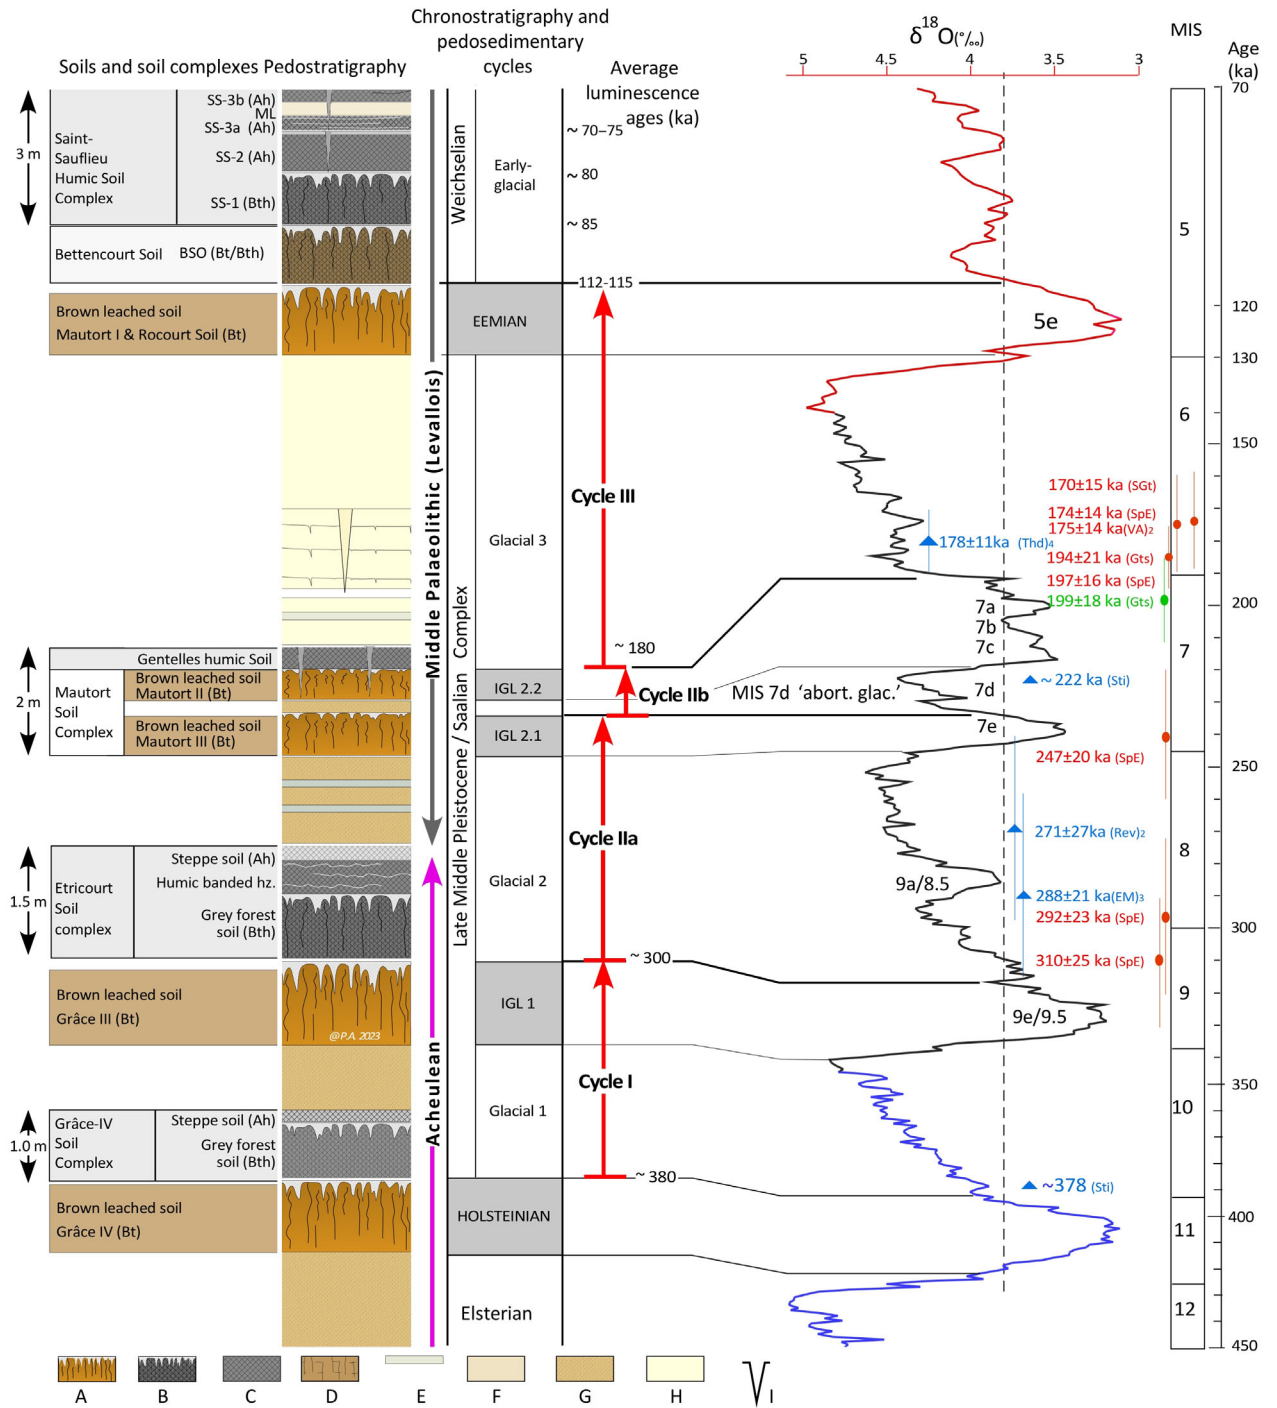 Chronostratigraphy and
pedosedimentary
cycles
Soils and soil complexes Pedostratigraphy
Average
luminescence
ages (ka)
δ18O(°/₀₀)
MIS
Age
(ka)
5
4.5
4
3.5
3
3 m
Saint-
Sauflieu
Humic Soil
Complex
SS-3b (Ah)
ML
SS-3a (Ah)
SS-2 (Ah)
SS-1 (Bth)
Bettencourt Soil
BSO (Bt/Bth)
Brown leached soil
Mautort I & Rocourt Soil (Bt)
Gentelles humic Soil
2 m
Mautort
Soil
Complex
Brown leached soil
Mautort II (Bt)
Brown leached soil
Mautort III (Bt)
1.5 m
Etricourt
Soil
complex
Steppe soil (Ah)
Humic banded hz.
Grey forest
soil (Bth)
Brown leached soil
Grâce III (Bt)
@P.A. 2023
1.0 m
Grâce-IV
Soil
Complex
Steppe soil (Ah)
Grey forest
soil (Bth)
Brown leached soil
Grâce IV (Bt)
Middle Palaeolithic (Levallois)
Acheulean
Weichselian
Late Middle Pleistocene / Saalian Complex
Early-
glacial
EEMIAN
Glacial 3
IGL 2.2
IGL 2.1
Glacial 2
IGL 1
Glacial 1
HOLSTEINIAN
Elsterian
~ 70–75
~ 80
~ 85
112-115
~ 180
~ 300
~ 380
Cycle III
Cycle IIb
Cycle IIa
Cycle I
MIS 7d ‘abort. glac.’
5e
7a
7b
7c
7d
7e
9a/8.5
9e/9.5
170±15 ka (SGt)
174±14 ka (SpE)
175±14 ka(VA)2
178±11ka (Thd)4
194±21 ka (Gts)
197±16 ka (SpE)
199±18 ka (Gts)
~ 222 ka (Sti)
247±20 ka (SpE)
271±27ka (Rev)2
288±21 ka(EM)3
292±23 ka (SpE)
310±25 ka (SpE)
~378 (Sti)
5
6
7
8
9
10
11
12
70
120
130
150
200
250
300
350
400
450
A
B
C
D
E
F
G
H
I